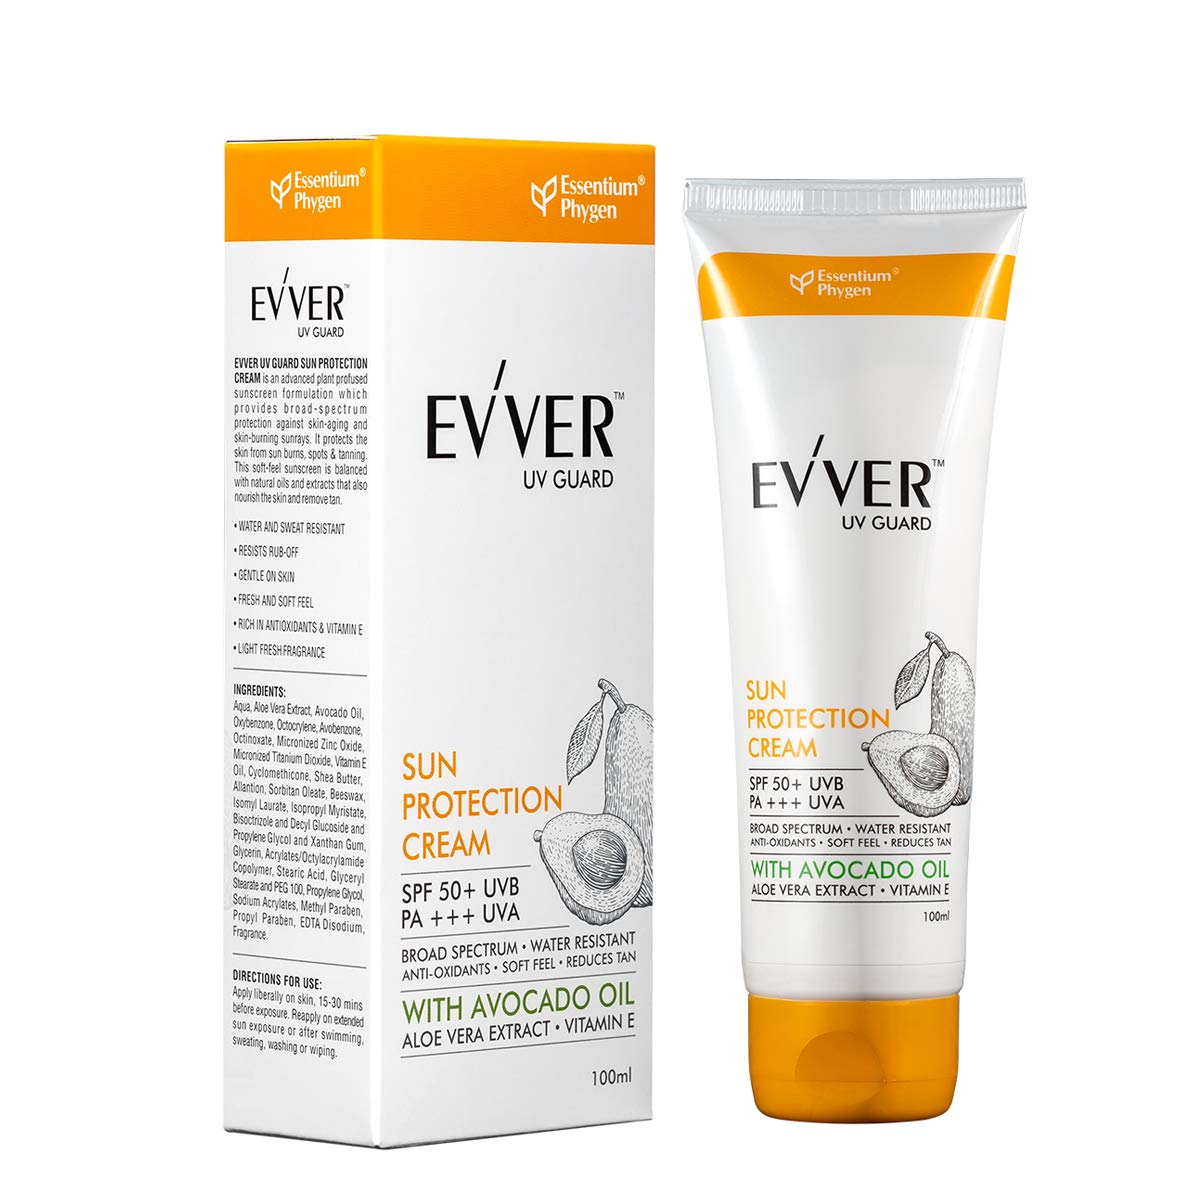 Essentium®
Phygen
EV'VER™
UV GUARD
EVVER UV GUARD SUN PROTECTION
CREAM is an advanced plant profused
sunscreen formulation which
provides broad-spectrum
protection against skin-aging and
skin-burning sunrays. It protects the
skin from sun burns, spots & tanning.
This soft-feel sunscreen is balanced
with natural oils and extracts that also
nourish the skin and remove tan.
• WATER AND SWEAT RESISTANT
• RESISTS RUB-OFF
• GENTLE ON SKIN
• FRESH AND SOFT FEEL
• RICH IN ANTIOXIDANTS & VITAMIN E
• LIGHT FRESH FRAGRANCE
INGREDIENTS:
Aqua, Aloe Vera Extract, Avocado Oil,
Oxybenzone, Octocrylene, Avobenzone,
Octinoxate, Micronized Zinc Oxide,
Micronized Titanium Dioxide, Vitamin E
Oil, Cyclomethicone, Shea Butter,
Allantion, Sorbitan Oleate, Beeswax,
Isomyl Laurate, Isopropyl Myristate,
Bisoctrizole and Decyl Glucoside and
Propylene Glycol and Xanthan Gum,
Glycerin, Acrylates/Octylacrylamide
Copolymer, Stearic Acid, Glyceryl
Stearate and PEG 100, Propylene Glycol,
Sodium Acrylates, Methyl Paraben,
Propyl Paraben, EDTA Disodium,
Fragrance.
DIRECTIONS FOR USE:
Apply liberally on skin, 15-30 mins
before exposure. Reapply on extended
sun exposure or after swimming,
sweating, washing or wiping.
Essentium®
Phygen
EV'VER™
UV GUARD
SUN
PROTECTION
CREAM
SPF 50+ UVB
PA +++ UVA
BROAD SPECTRUM • WATER RESISTANT
ANTI-OXIDANTS • SOFT FEEL • REDUCES TAN
WITH AVOCADO OIL
ALOE VERA EXTRACT • VITAMIN E
100ml
Essentium®
Phygen
EV'VER™
UV GUARD
SUN
PROTECTION
CREAM
SPF 50+ UVB
PA +++ UVA
BROAD SPECTRUM • WATER RESISTANT
ANTI-OXIDANTS • SOFT FEEL • REDUCES TAN
WITH AVOCADO OIL
ALOE VERA EXTRACT • VITAMIN E
100ml